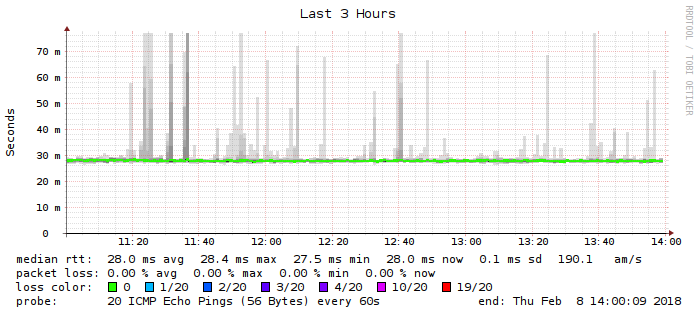 Last 3 Hours
RRDTOOL / TOBI OETIKER
Seconds
70 m
60 m
50 m
40 m
30 m
20 m
10 m
0
11:20 11:40 12:00 12:20 12:40 13:00 13:20 13:40 14:00
median rtt: 28.0 ms avg 28.4 ms max 27.5 ms min 28.0 ms now 0.1 ms sd 190.1 am/s
packet loss: 0.00 % avg 0.00 % max 0.00 % min 0.00 % now
loss color: 0 1/20 2/20 3/20 4/20 10/20 19/20
probe: 20 ICMP Echo Pings (56 Bytes) every 60s end: Thu Feb 8 14:00:09 2018